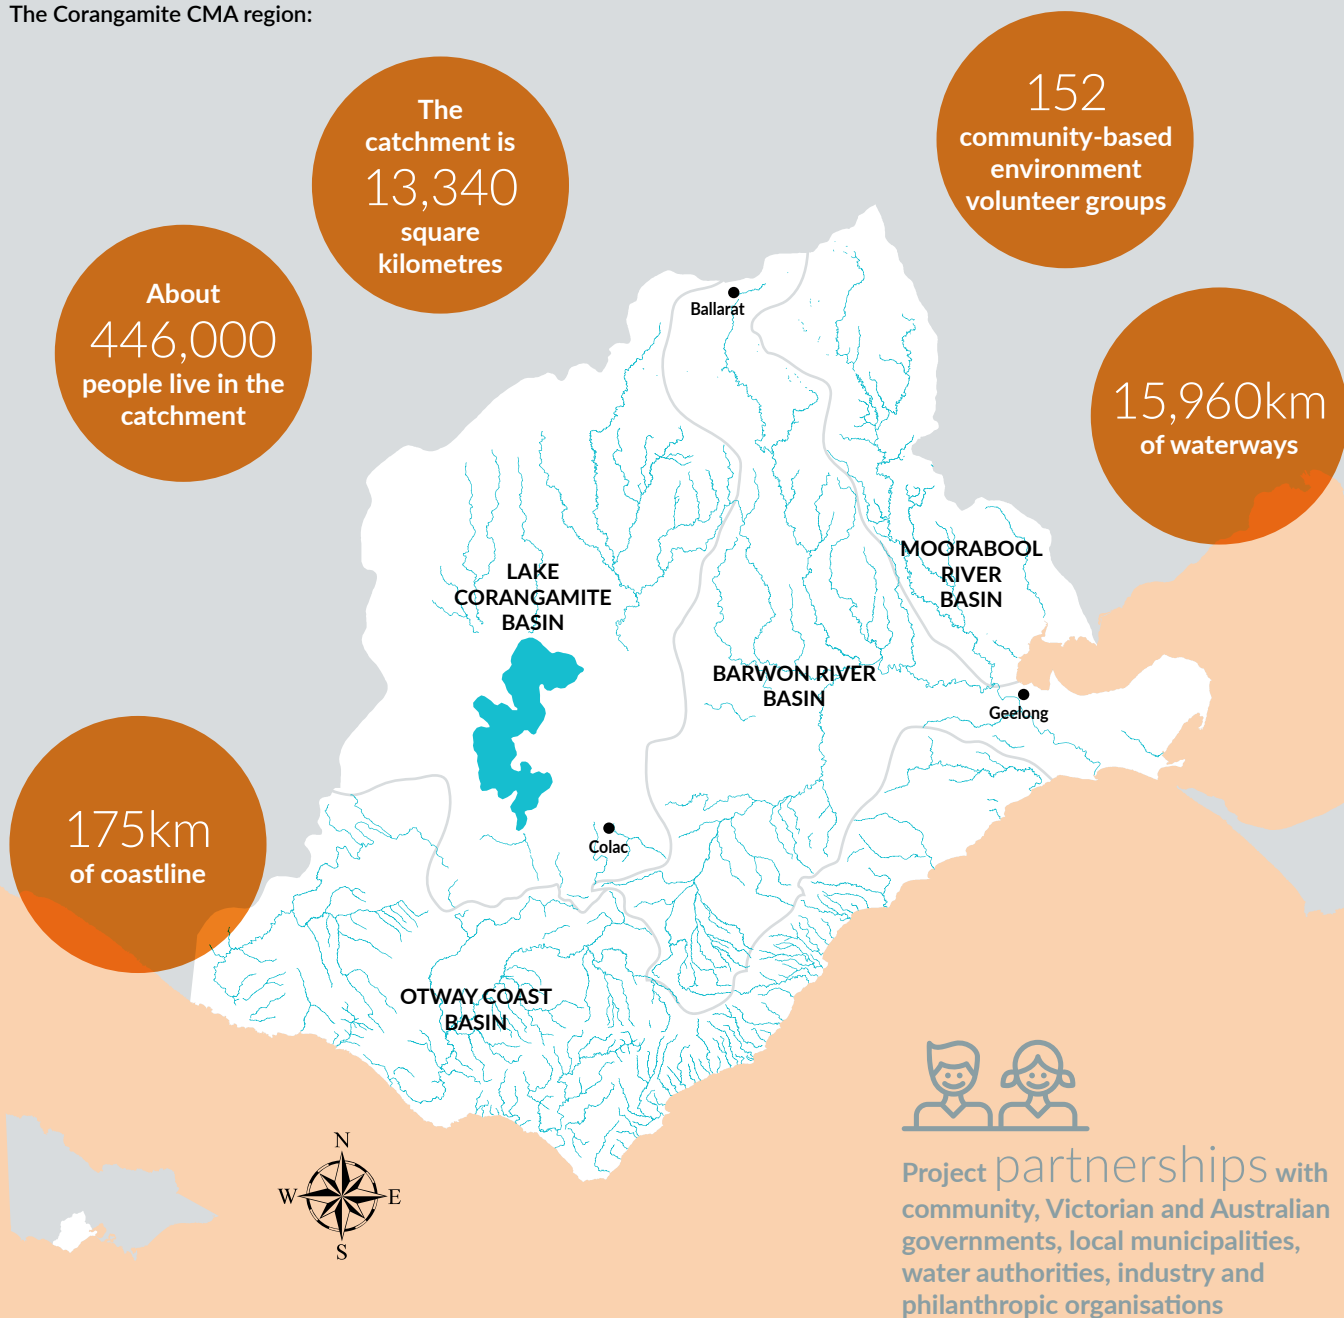 The Corangamite CMA region:
The
catchment is
13,340
square
kilometres
152
community-based
environment
volunteer groups
About
446,000
people live in the
catchment
15,960km
of waterways
Ballarat
MOORABOOL
RIVER
BASIN
LAKE
CORANGAMITE
BASIN
BARWON RIVER
BASIN
Geelong
175km
of coastline
Colac
OTWAY COAST
BASIN
N
W
E
S
Project partnerships with
community, Victorian and Australian
governments, local municipalities,
water authorities, industry and
philanthropic organisations